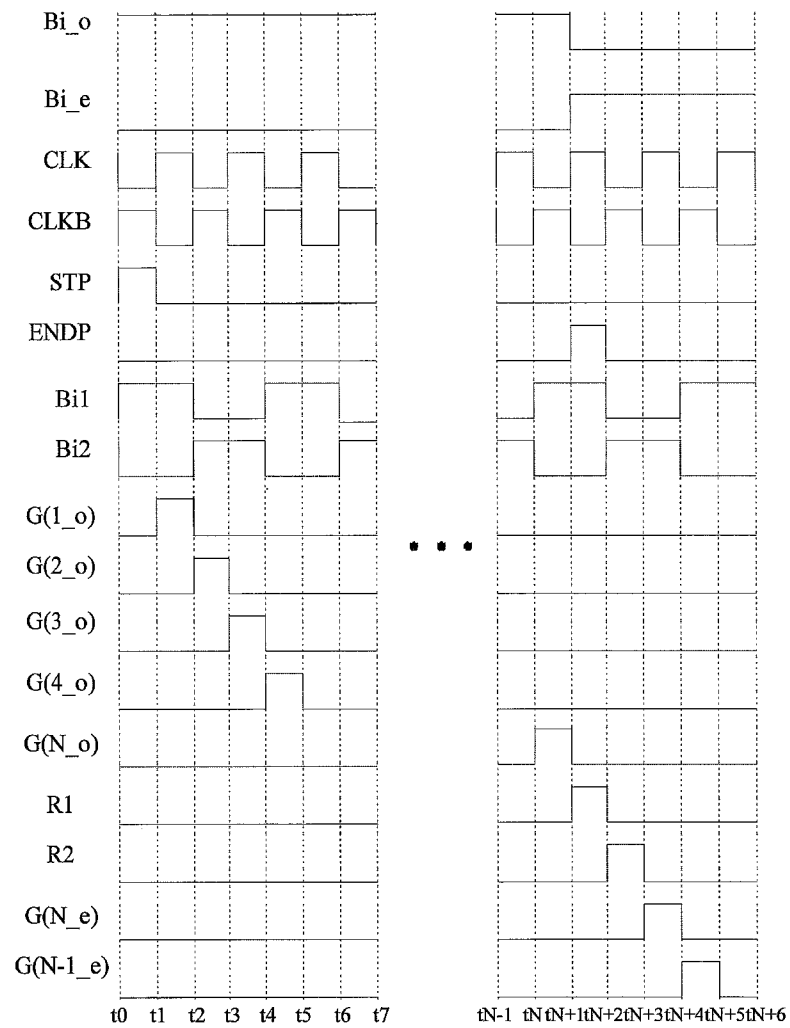 Bi_o
Bi_e
CLK
CLKB
STP
ENDP
Bi1
Bi2
G(1_o)
G(2_o)
G(3_o)
G(4_o)
G(N_o)
R1
R2
G(N_e)
G(N-1_e)
t0 t1 t2 t3 t4 t5 t6 t7 tN-1 tN tN+1 tN+2 tN+3 tN+4 tN+5 tN+6